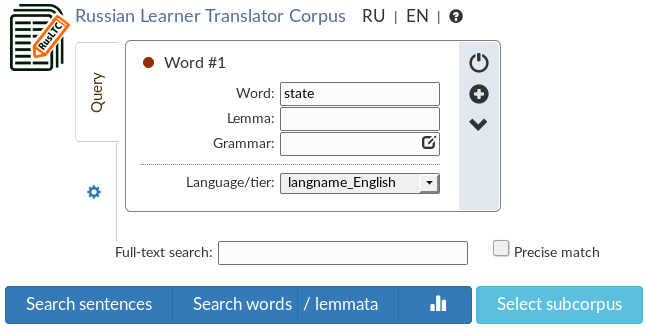 RusLTC
Russian Learner Translator Corpus RU | EN | ?
Query
Word #1
Word: state
Lemma:
Grammar:
Language/tier: langname_English
Full-text search: Precise match
Search sentences Search words / lemmata Select subcorpus